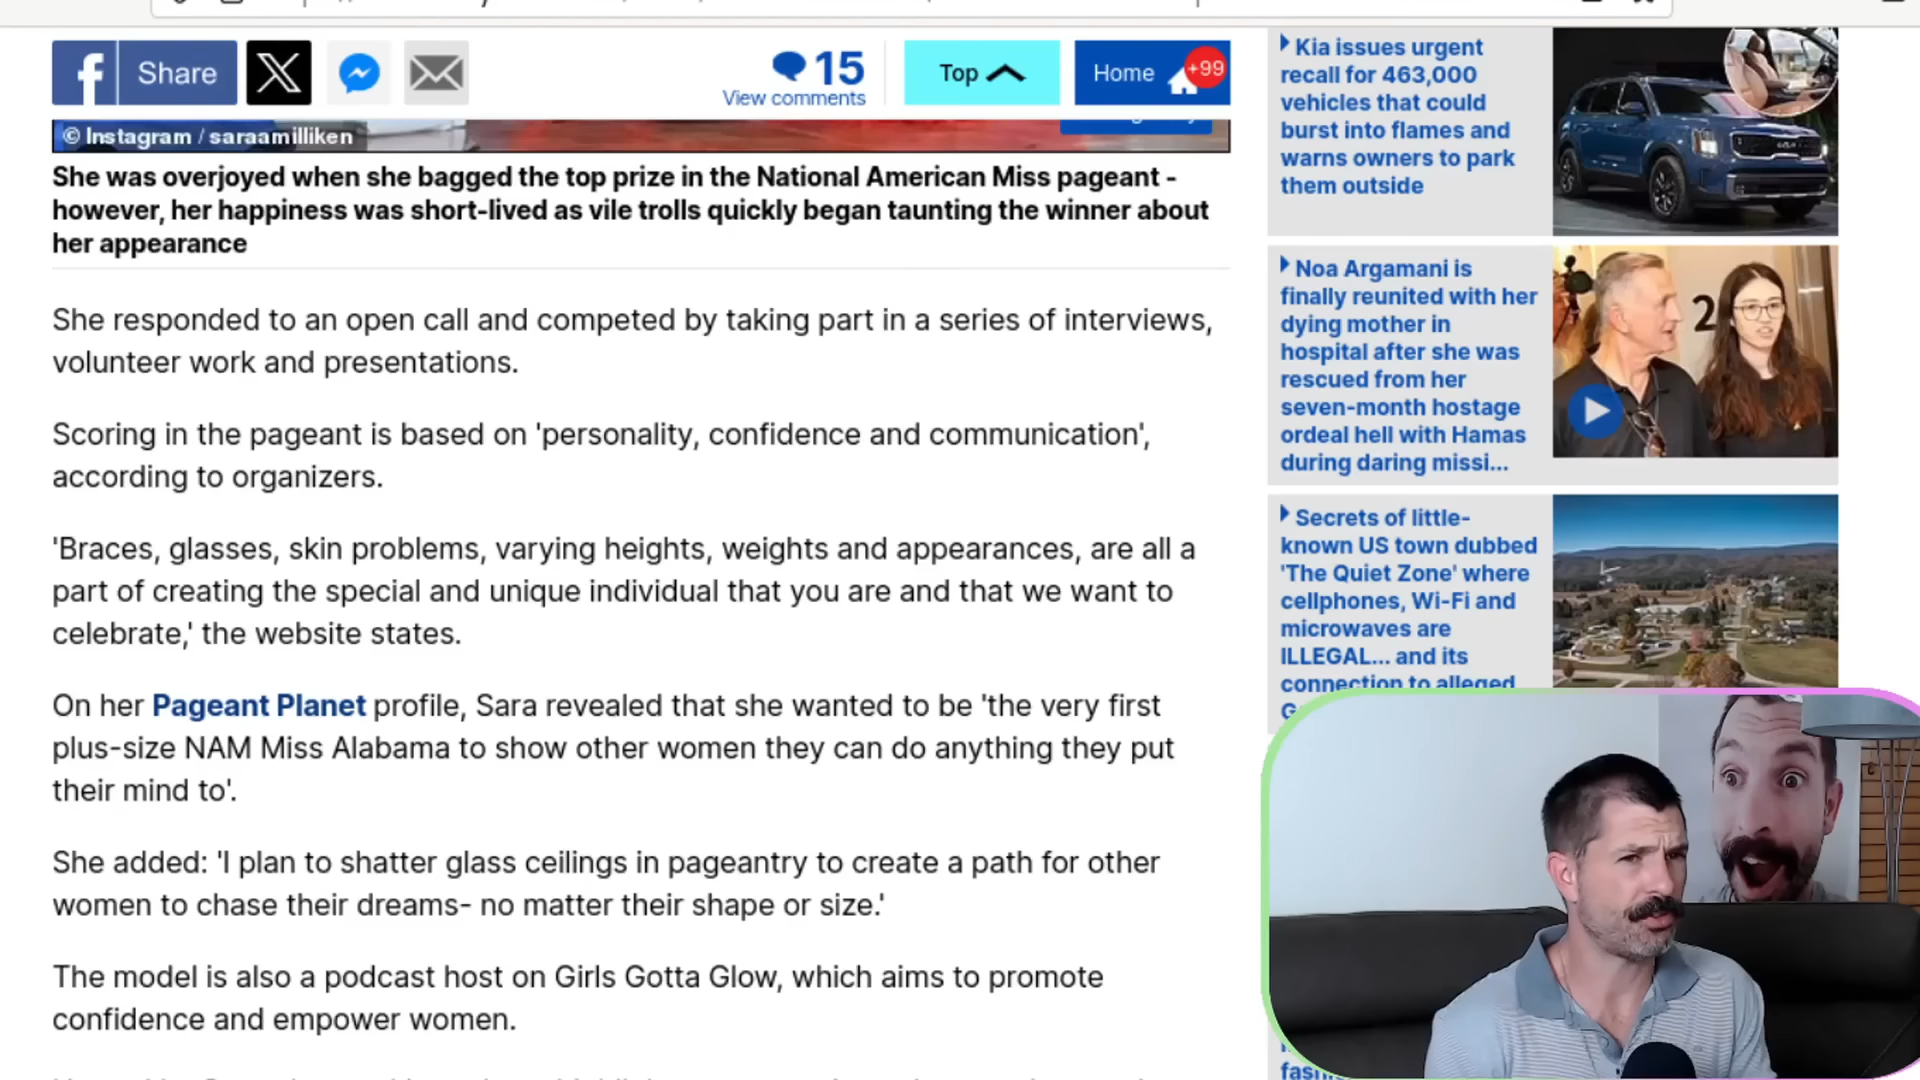 Share
15
View comments
Top
Home
+99
© Instagram / saraamilliken
She was overjoyed when she bagged the top prize in the National American Miss pageant -
however, her happiness was short-lived as vile trolls quickly began taunting the winner about
her appearance
She responded to an open call and competed by taking part in a series of interviews,
volunteer work and presentations.
Scoring in the pageant is based on 'personality, confidence and communication',
according to organizers.
'Braces, glasses, skin problems, varying heights, weights and appearances, are all a
part of creating the special and unique individual that you are and that we want to
celebrate,' the website states.
On her Pageant Planet profile, Sara revealed that she wanted to be 'the very first
plus-size NAM Miss Alabama to show other women they can do anything they put
their mind to'.
She added: 'I plan to shatter glass ceilings in pageantry to create a path for other
women to chase their dreams- no matter their shape or size.'
The model is also a podcast host on Girls Gotta Glow, which aims to promote
confidence and empower women.
Kia issues urgent
recall for 463,000
vehicles that could
burst into flames and
warns owners to park
them outside
Noa Argamani is
finally reunited with her
dying mother in
hospital after she was
rescued from her
seven-month hostage
ordeal hell with Hamas
during daring missi...
2
Secrets of little-
known US town dubbed
'The Quiet Zone' where
cellphones, Wi-Fi and
microwaves are
ILLEGAL... and its
connection to alleged